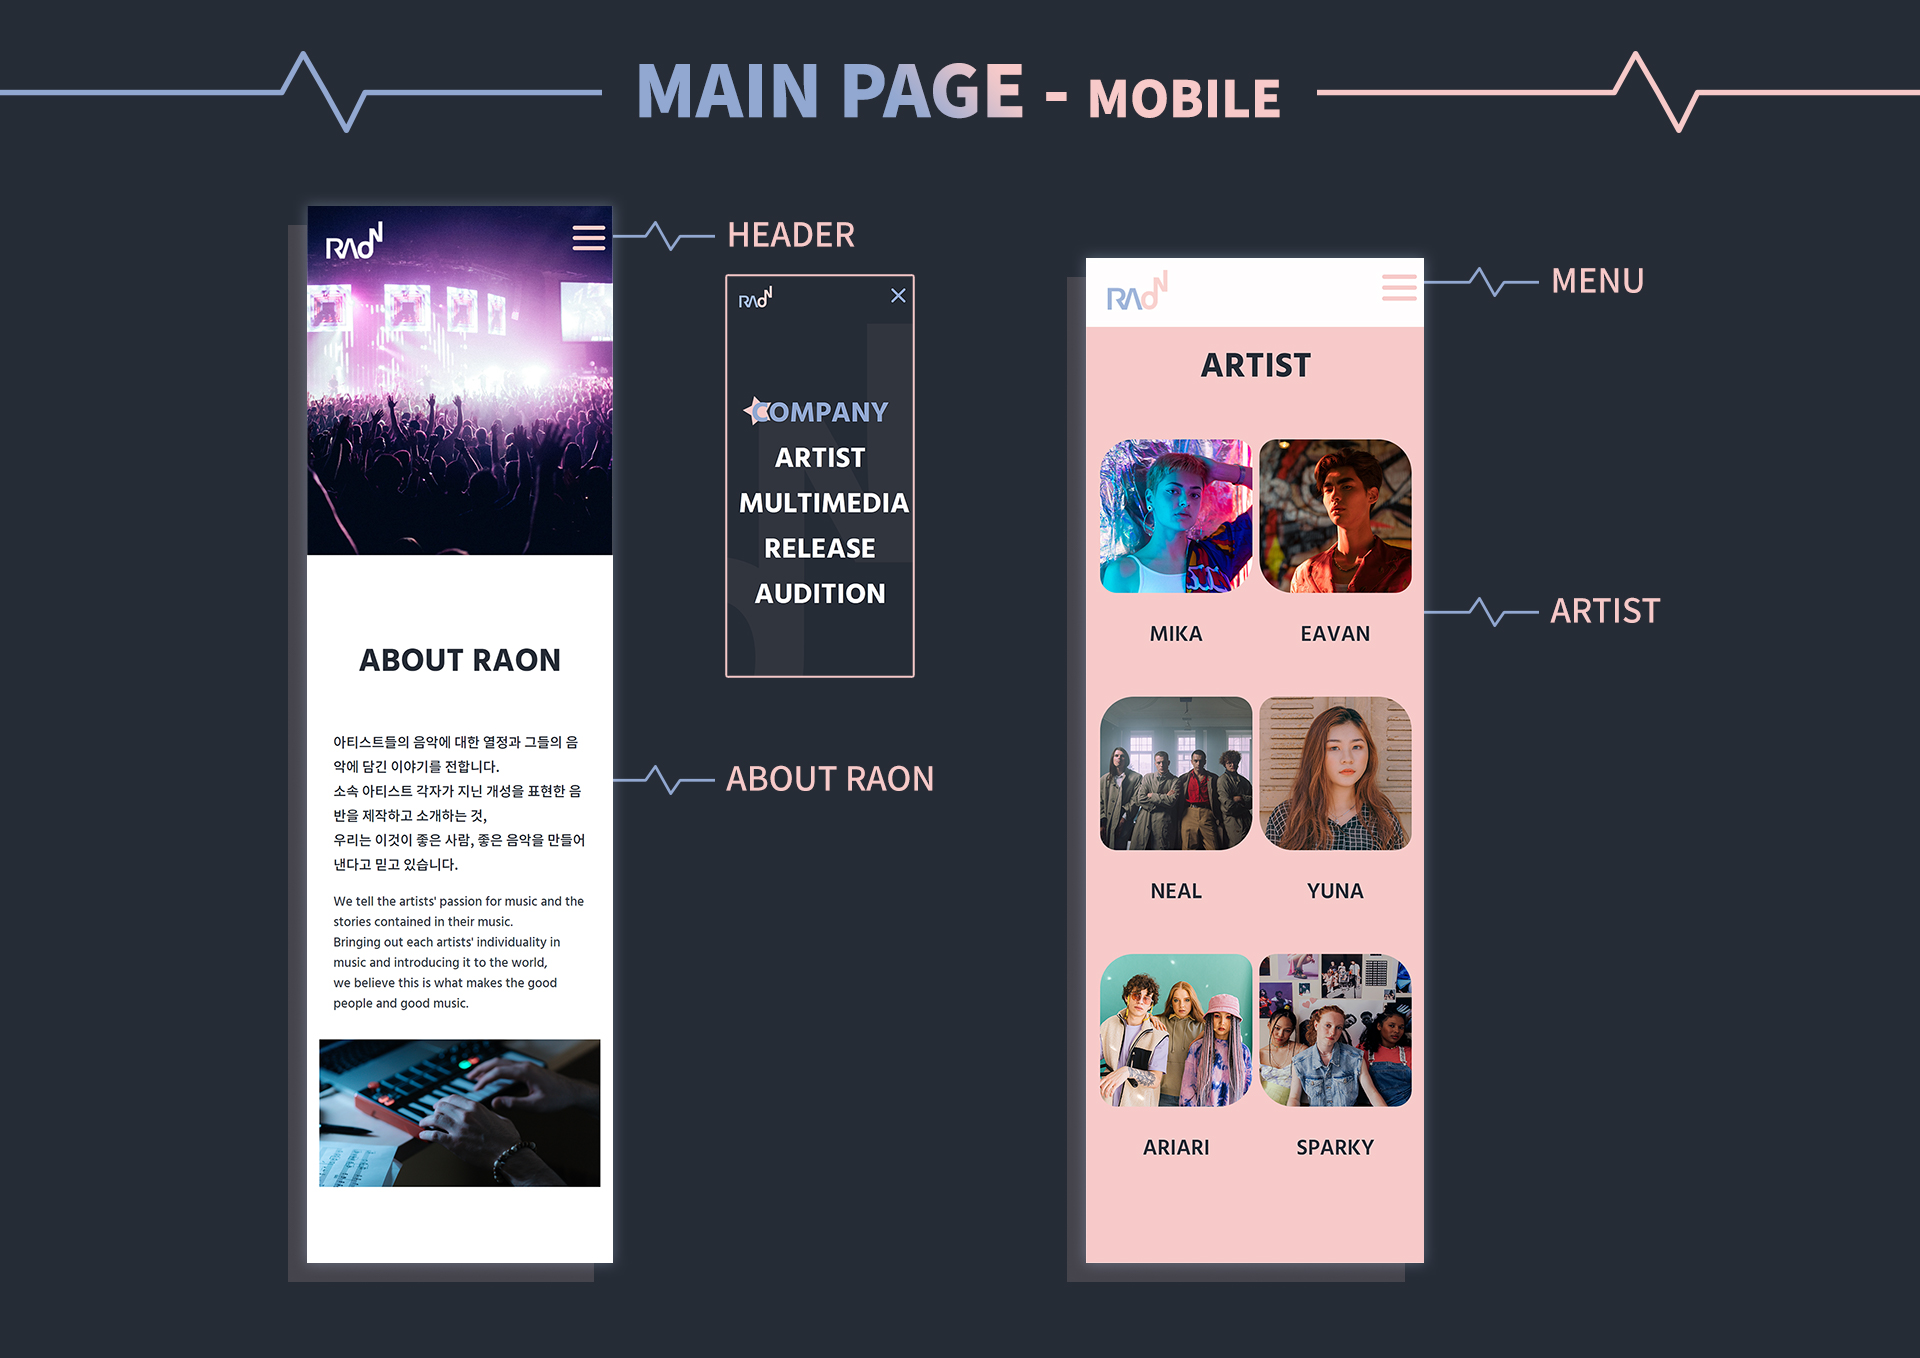 MAIN PAGE - MOBILE
RAON
HEADER
RAON
COMPANY
ARTIST
MULTIMEDIA
RELEASE
AUDITION
ABOUT RAON
아티스트들의 음악에 대한 열정과 그들의 음
악에 담긴 이야기를 전합니다.
소속 아티스트 각자가 지닌 개성을 표현한 음
반을 제작하고 소개하는 것,
우리는 이것이 좋은 사람, 좋은 음악을 만들어
낸다고 믿고 있습니다.
We tell the artists' passion for music and the
stories contained in their music.
Bringing out each artists' individuality in
music and introducing it to the world,
we believe this is what makes the good
people and good music.
ABOUT RAON
RAON
MENU
ARTIST
MIKA
EAVAN
ARTIST
NEAL
YUNA
ARIARI
SPARKY